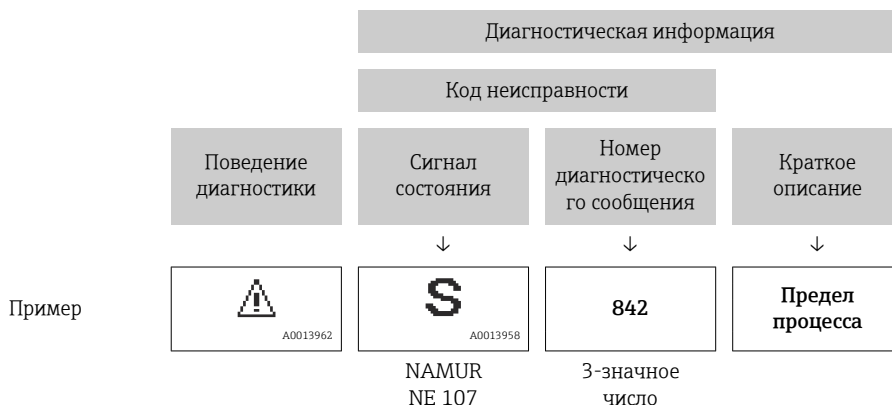 Диагностическая информация
Код неисправности
Поведение
диагностики
Сигнал
состояния
Номер
диагностическо
го сообщения
Краткое
описание
↓ ↓ ↓
Пример
A0013962
S
A0013958
842
Предел
процесса
NAMUR
NE 107
3-значное
число